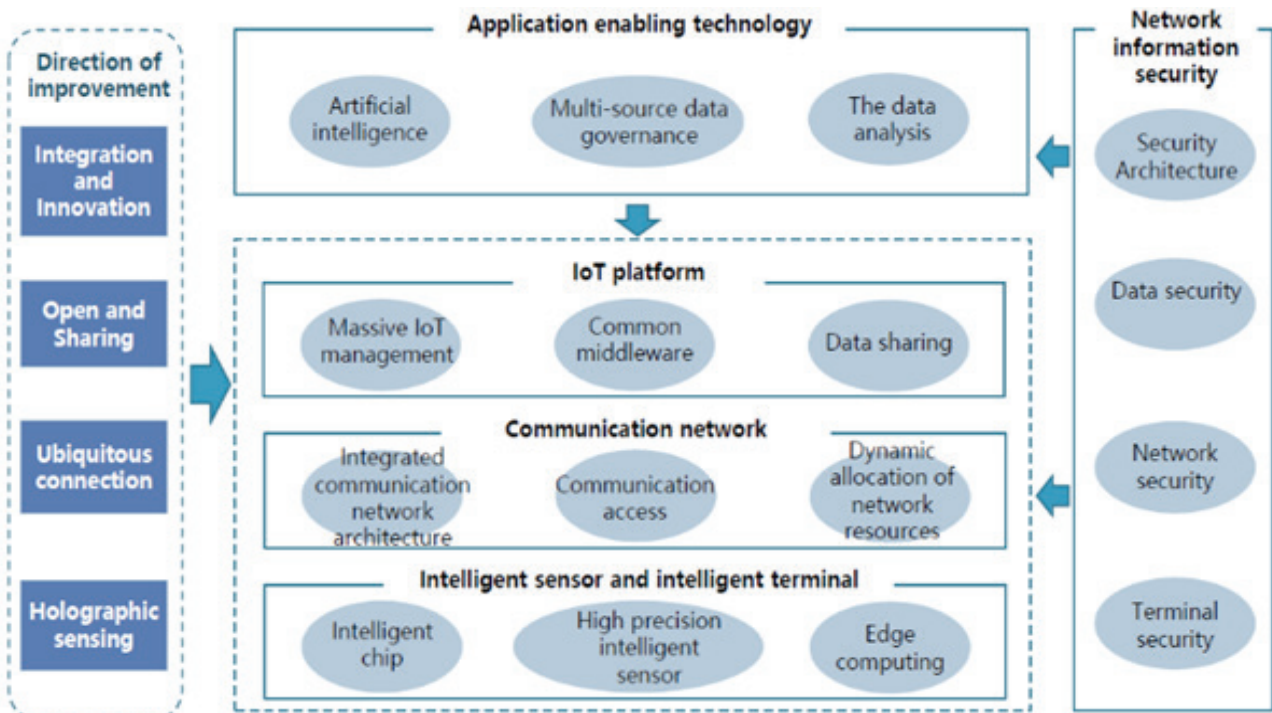 Direction of
improvement
Integration
and
Innovation
Open and
Sharing
Ubiquitous
connection
Holographic
sensing
Application enabling technology
Artificial
intelligence
Multi-source data
governance
The data
analysis
IoT platform
Massive IoT
management
Common
middleware
Data sharing
Communication network
Integrated
communication
network
architecture
Communication
access
Dynamic
allocation of
network
resources
Intelligent sensor and intelligent terminal
Intelligent
chip
High precision
intelligent
sensor
Edge
computing
Network
information
security
Security
Architecture
Data security
Network
security
Terminal
security